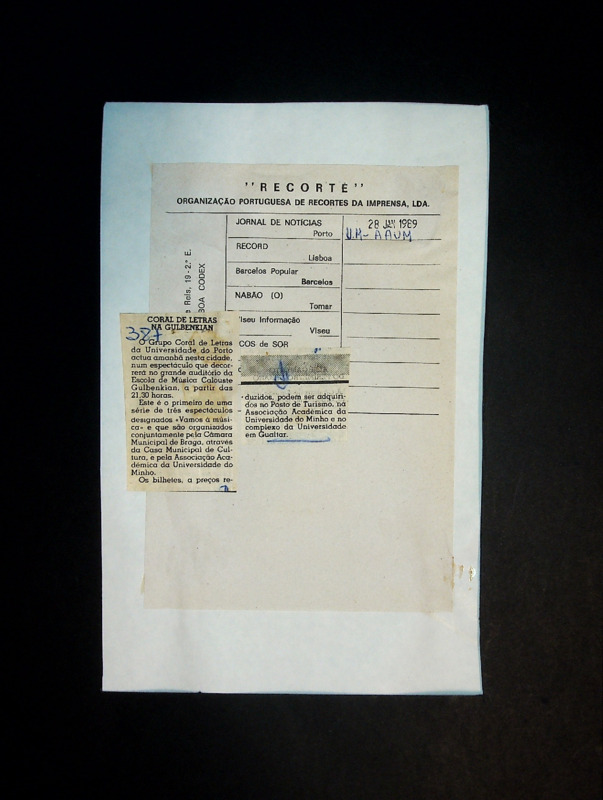 "RECORTE"
ORGANIZAÇÃO PORTUGUESA DE RECORTES DA IMPRENSA, LDA.
JORNAL DE NOTÍCIAS
Porto
28 JAN 1989
U.M- AAUM
RECORD
Lisboa
Barcelos Popular
Barcelos
NABÃO (O)
Tomar
Viseu Informação
Viseu
COS de SOR
Reis, 19-2.º E.
BOA CODEX
387
CORAL DE LETRAS
NA GULBENKIAN
O Grupo Coral de Letras
da Universidade do Porto
actua amanhã nesta cidade,
num espectáculo que decor-
rerá no grande auditório da
Escola de Música Calouste
Gulbenkian, a partir das
21.30 horas.
Este é o primeiro de uma
série de três espectáculos
designados «Vamos à músi-
ca» e que são organizados
conjuntamente pela Câmara
Municipal de Braga, através
da Casa Municipal de Cul-
tura, e pela Associação Aca-
démica da Universidade do
Minho.
Os bilhetes, a preços re-
duzidos, podem ser adquiri-
dos no Posto de Turismo, na
Associação Académica da
Universidade do Minho e no
complexo da Universidade
em Gualtar.